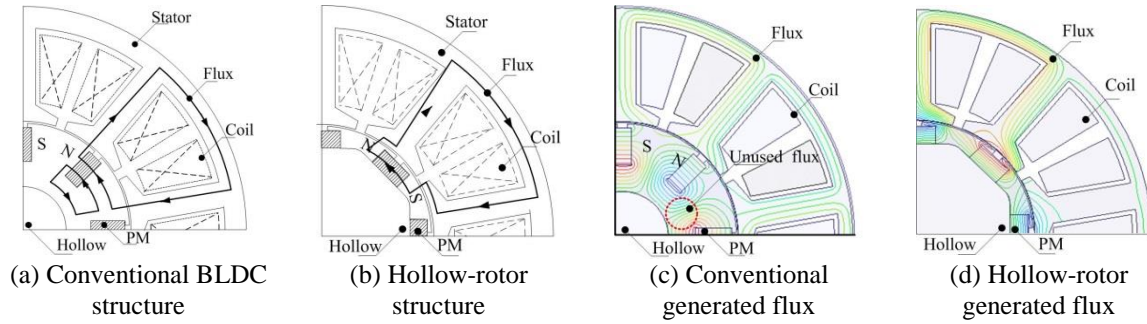 Stator
Flux
Coil
S
N
Hollow
PM
(a) Conventional BLDC
structure
Stator
Flux
Coil
N
S
Hollow
PM
(b) Hollow-rotor
structure
Flux
Coil
S
N
Unused flux
Hollow
PM
(c) Conventional
generated flux
Flux
Coil
Hollow
PM
(d) Hollow-rotor
generated flux